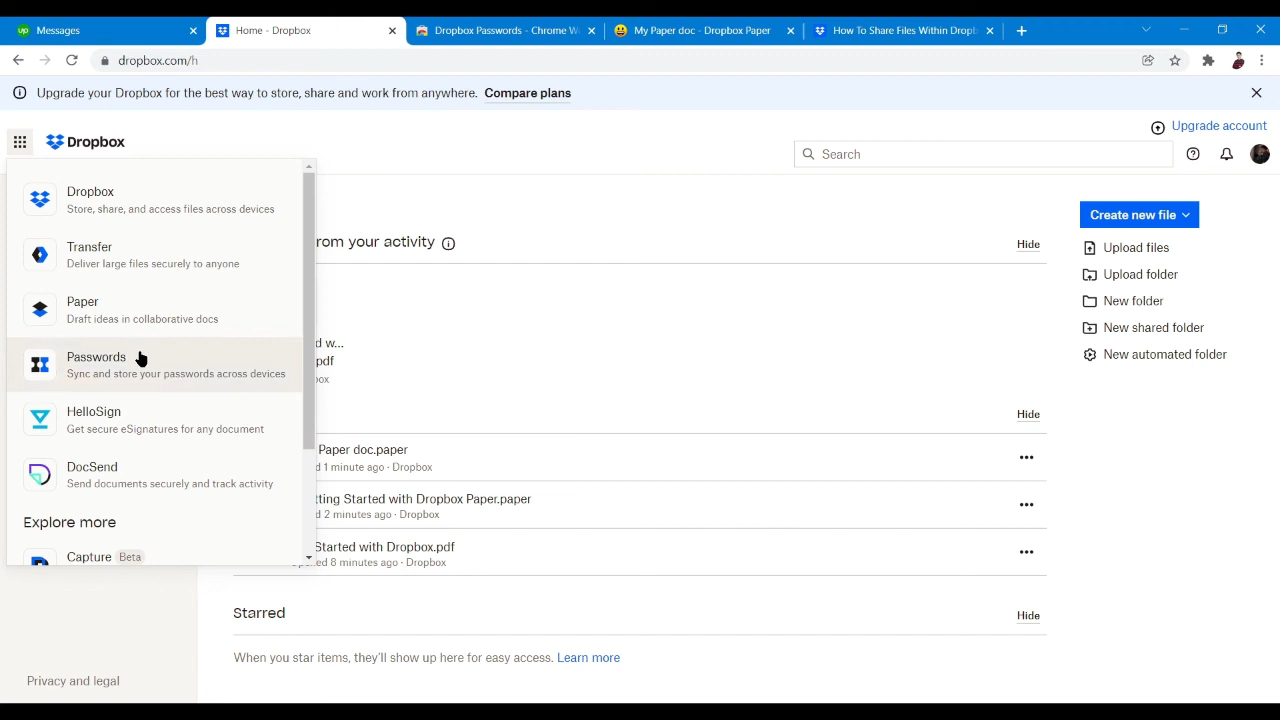 Messages
Home - Dropbox
Dropbox Passwords - Chrome W
My Paper doc - Dropbox Paper
How To Share Files Within Dropb
dropbox.com/h
Upgrade your Dropbox for the best way to store, share and work from anywhere. Compare plans
Upgrade account
Dropbox
Search
Dropbox
Store, share, and access files across devices
Transfer
Deliver large files securely to anyone
Paper
Draft ideas in collaborative docs
Passwords
Sync and store your passwords across devices
HelloSign
Get secure eSignatures for any document
DocSend
Send documents securely and track activity
Explore more
Capture Beta
rom your activity
Hide
d w...
pdf
box
Hide
Paper doc.paper
d 1 minute ago · Dropbox
tting Started with Dropbox Paper.paper
d 2 minutes ago · Dropbox
Started with Dropbox.pdf
ed 8 minutes ago · Dropbox
Starred
Hide
When you star items, they'll show up here for easy access. Learn more
Create new file
Upload files
Upload folder
New folder
New shared folder
New automated folder
Privacy and legal